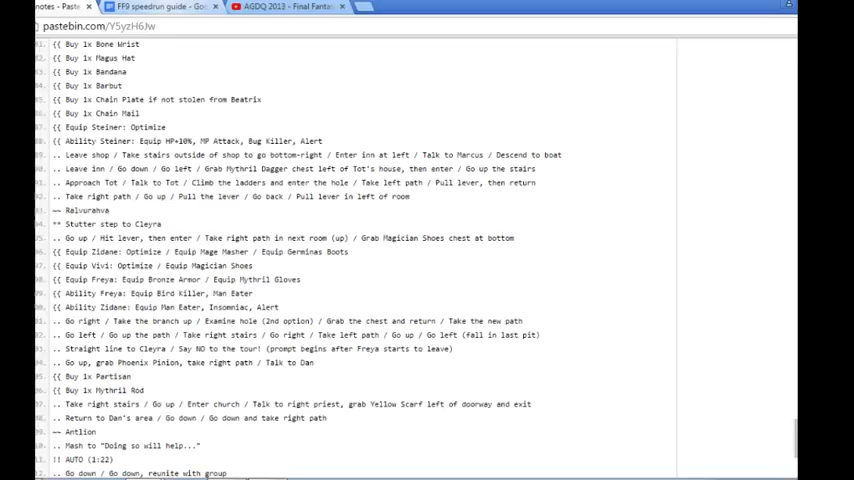 notes - Paste
FF9 speedrun guide - Goo
AGDQ 2013 - Final Fantas
pastebin.com/Y5yzH6Jw
{{ Buy 1x Bone Wrist
{{ Buy 1x Magus Hat
{{ Buy 1x Bandana
{{ Buy 1x Barbut
{{ Buy 1x Chain Plate if not stolen from Beatrix
{{ Buy 1x Chain Mail
{{ Equip Steiner: Optimize
{{ Ability Steiner: Equip HP+10%, MP Attack, Bug Killer, Alert
.. Leave shop / Take stairs outside of shop to go bottom-right / Enter inn at left / Talk to Marcus / Descend to boat
.. Leave inn / Go down / Go left / Grab Mythril Dagger chest left of Tot's house, then enter / Go up the stairs
.. Approach Tot / Talk to Tot / Climb the ladders and enter the hole / Take left path / Pull lever, then return
.. Take right path / Go up / Pull the lever / Go back / Pull lever in left of room
~~ Ralvurahva
** Stutter step to Cleyra
.. Go up / Hit lever, then enter / Take right path in next room (up) / Grab Magician Shoes chest at bottom
{{ Equip Zidane: Optimize / Equip Mage Masher / Equip Germinas Boots
{{ Equip Vivi: Optimize / Equip Magician Shoes
{{ Equip Freya: Equip Bronze Armor / Equip Mythril Gloves
{{ Ability Freya: Equip Bird Killer, Man Eater
{{ Ability Zidane: Equip Man Eater, Insomniac, Alert
.. Go right / Take the branch up / Examine hole (2nd option) / Grab the chest and return / Take the new path
.. Go left / Go up the path / Take right stairs / Go right / Take left path / Go up / Go left (fall in last pit)
.. Straight line to Cleyra / Say NO to the tour! (prompt begins after Freya starts to leave)
.. Go up, grab Phoenix Pinion, take right path / Talk to Dan
{{ Buy 1x Partisan
{{ Buy 1x Mythril Rod
.. Take right stairs / Go up / Enter church / Talk to right priest, grab Yellow Scarf left of doorway and exit
.. Return to Dan's area / Go down / Go down and take right path
~~ Antlion
.. Mash to "Doing so will help..."
!! AUTO (1:22)
.. Go down / Go down, reunite with group